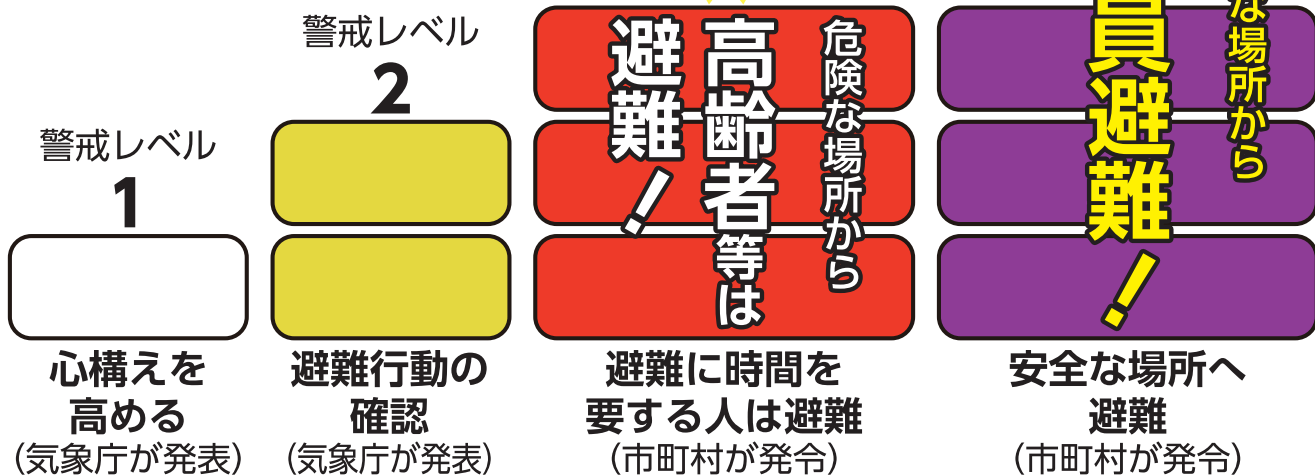 警戒レベル
1
心構えを
高める
(気象庁が発表)
警戒レベル
2
避難行動の
確認
(気象庁が発表)
危険な場所から
高齢者等は
避難!
避難に時間を
要する人は避難
(市町村が発令)
な場所から
員避難!
安全な場所へ
避難
(市町村が発令)